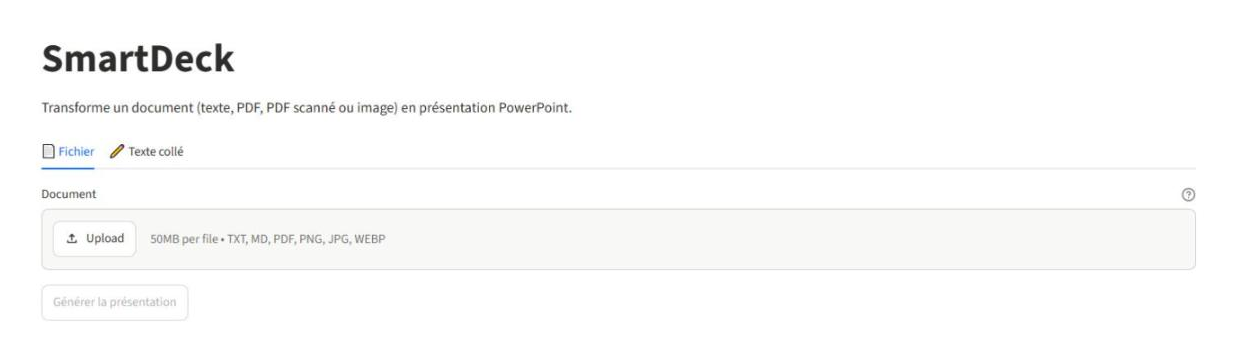 SmartDeck
Transforme un document (texte, PDF, PDF scanné ou image) en présentation PowerPoint.
Fichier Texte collé
Document
Upload 50MB per file • TXT, MD, PDF, PNG, JPG, WEBP
Générer la présentation